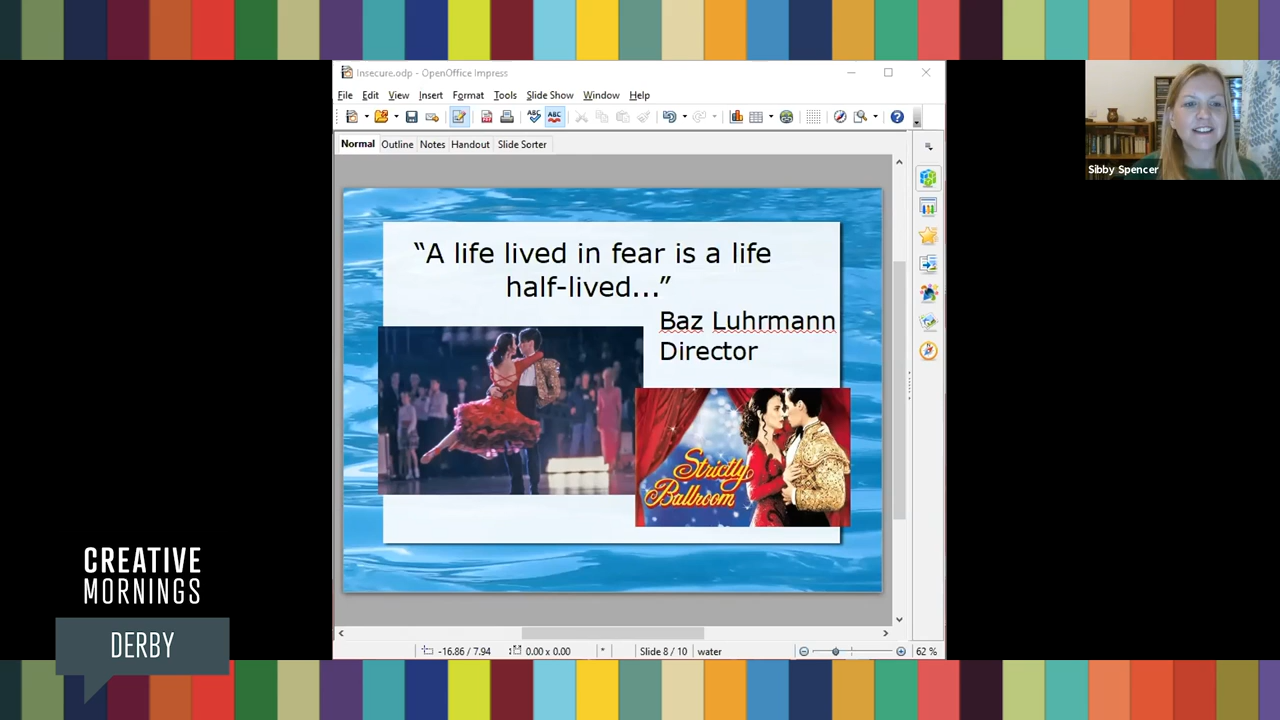 Insecure.odp - OpenOffice Impress
File Edit View Insert Format Tools Slide Show Window Help
Normal Outline Notes Handout Slide Sorter
“A life lived in fear is a life
half-lived...”
Baz Luhrmann
Director
Strictly
Ballroom
-16.86 / 7.94 0.00 x 0.00 * Slide 8 / 10 water 62 %
Sibby Spencer
CREATIVE
MORNINGS
DERBY